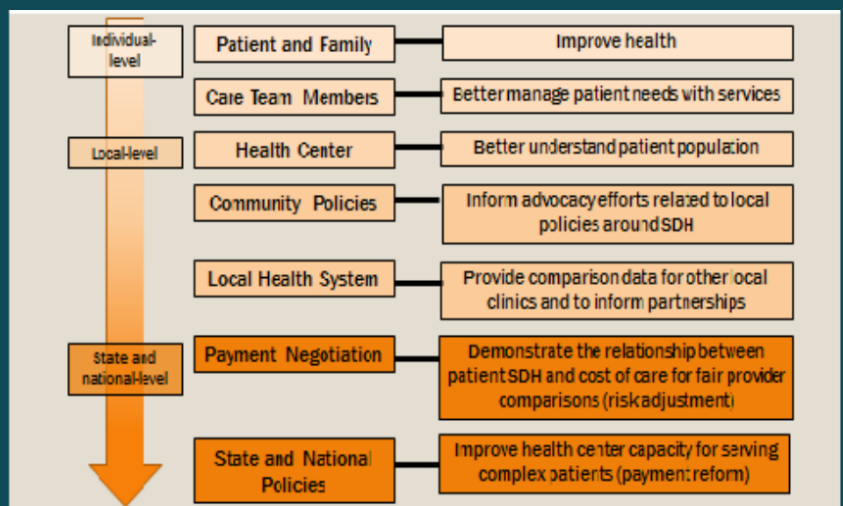 Individual-
level
Patient and Family
Improve health
Care Team Members
Better manage patient needs with services
Local-level
Health Center
Better understand patient population
Community Policies
Inform advocacy efforts related to local
policies around SDH
Local Health System
Provide comparison data for other local
clinics and to inform partnerships
State and
national-level
Payment Negotiation
Demonstrate the relationship between
patient SDH and cost of care for fair provider
comparisons (risk adjustment)
State and National
Policies
Improve health center capacity for serving
complex patients (payment reform)